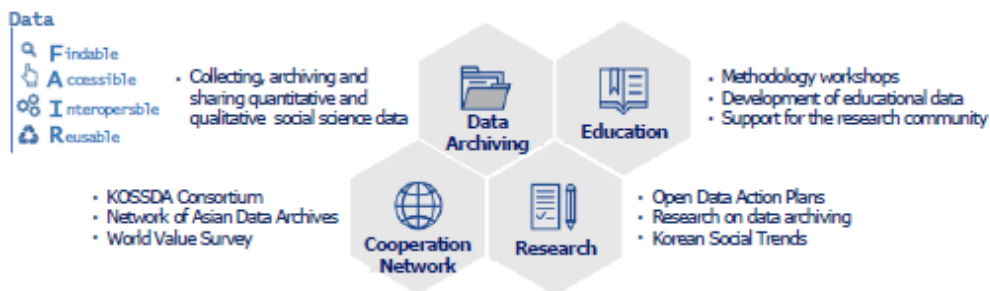 Data
Findable
Accessible
Interopersble
Reusable
• Collecting, archiving and
sharing quantitative and
qualitative social science data
Data
Archiving
Education
• Methodology workshops
• Development of educational data
• Support for the research community
• KOSSDA Consortium
• Network of Asian Data Archives
• World Value Survey
Cooperation
Network
Research
• Open Data Action Plans
• Research on data archiving
• Korean Social Trends